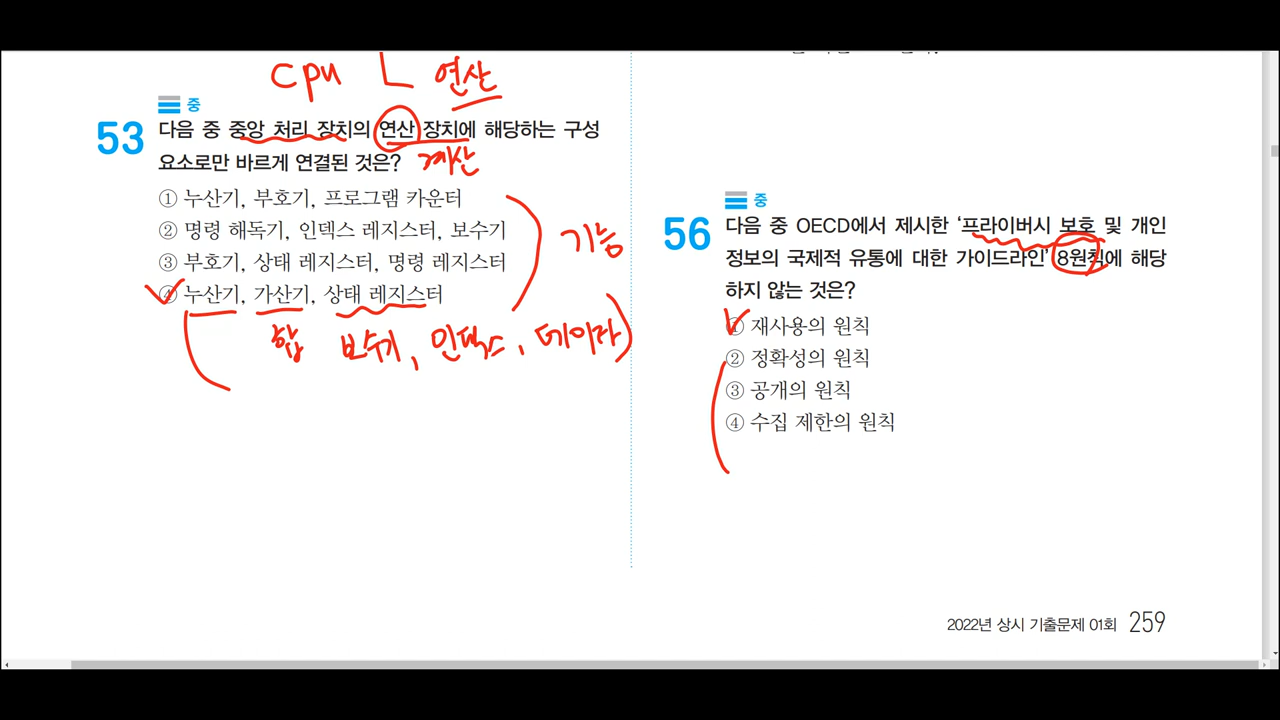 cpu 연산
중
53 다음 중 중앙 처리 장치의 연산 장치에 해당하는 구성
요소로만 바르게 연결된 것은? 계산
① 누산기, 부호기, 프로그램 카운터
② 명령 해독기, 인덱스 레지스터, 보수기
③ 부호기, 상태 레지스터, 명령 레지스터
④ 누산기, 가산기, 상태 레지스터
기능
합 보수기, 인덱스, 데이터
중
56 다음 중 OECD에서 제시한 ‘프라이버시 보호 및 개인
정보의 국제적 유통에 대한 가이드라인’ 8원칙에 해당
하지 않는 것은?
① 재사용의 원칙
② 정확성의 원칙
③ 공개의 원칙
④ 수집 제한의 원칙
2022년 상시 기출문제 01회 259